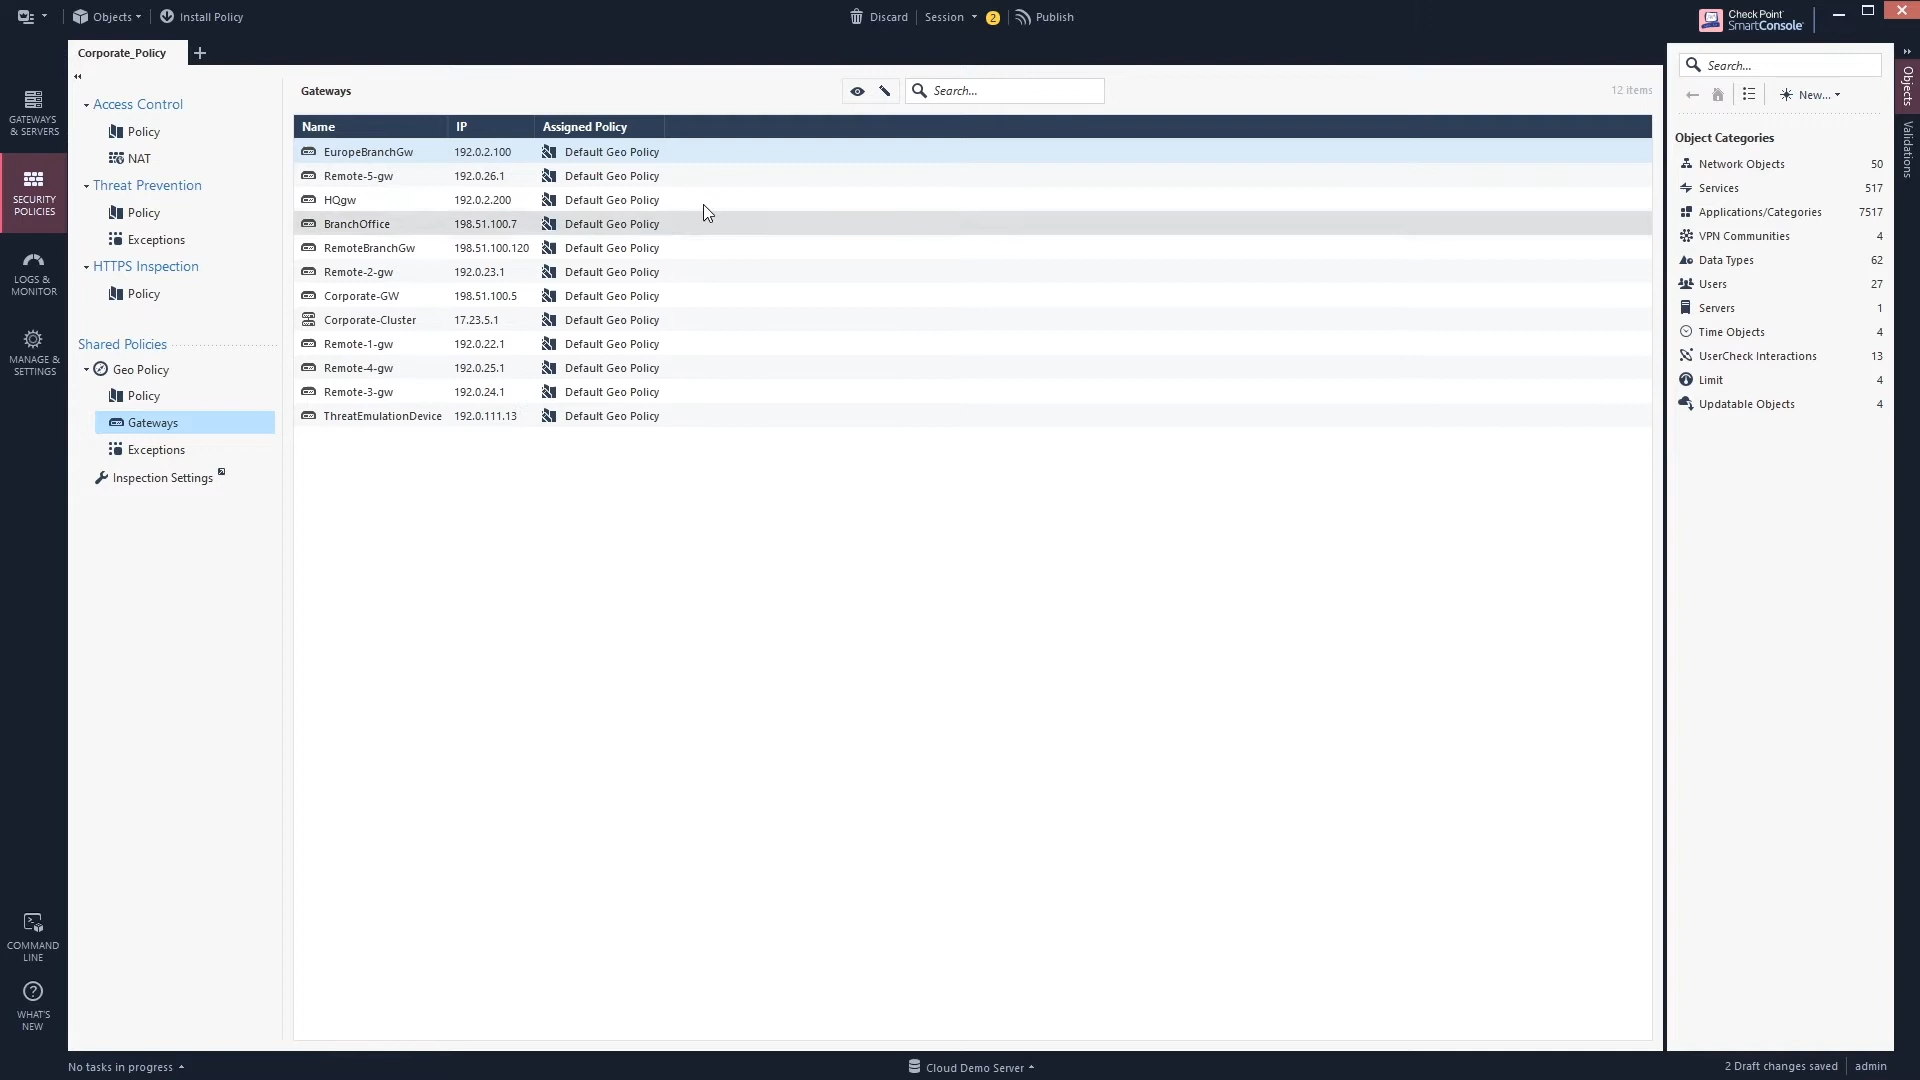 Objects
Install Policy
Discard
Session
2
Publish
Check Point
SmartConsole
Corporate_Policy
GATEWAYS
& SERVERS
SECURITY
POLICIES
LOGS &
MONITOR
MANAGE &
SETTINGS
COMMAND
LINE
WHAT'S
NEW
Access Control
Policy
NAT
Threat Prevention
Policy
Exceptions
HTTPS Inspection
Policy
Shared Policies
Geo Policy
Policy
Gateways
Exceptions
Inspection Settings
Gateways
Search...
12 items
Name IP Assigned Policy
EuropeBranchGw 192.0.2.100 Default Geo Policy
Remote-5-gw 192.0.26.1 Default Geo Policy
HQgw 192.0.2.200 Default Geo Policy
BranchOffice 198.51.100.7 Default Geo Policy
RemoteBranchGw 198.51.100.120 Default Geo Policy
Remote-2-gw 192.0.23.1 Default Geo Policy
Corporate-GW 198.51.100.5 Default Geo Policy
Corporate-Cluster 17.23.5.1 Default Geo Policy
Remote-1-gw 192.0.22.1 Default Geo Policy
Remote-4-gw 192.0.25.1 Default Geo Policy
Remote-3-gw 192.0.24.1 Default Geo Policy
ThreatEmulationDevice 192.0.111.13 Default Geo Policy
Search...
New...
Object Categories
Network Objects 50
Services 517
Applications/Categories 7517
VPN Communities 4
Data Types 62
Users 27
Servers 1
Time Objects 4
UserCheck Interactions 13
Limit 4
Updatable Objects 4
Objects
Validations
No tasks in progress
Cloud Demo Server
2 Draft changes saved
admin